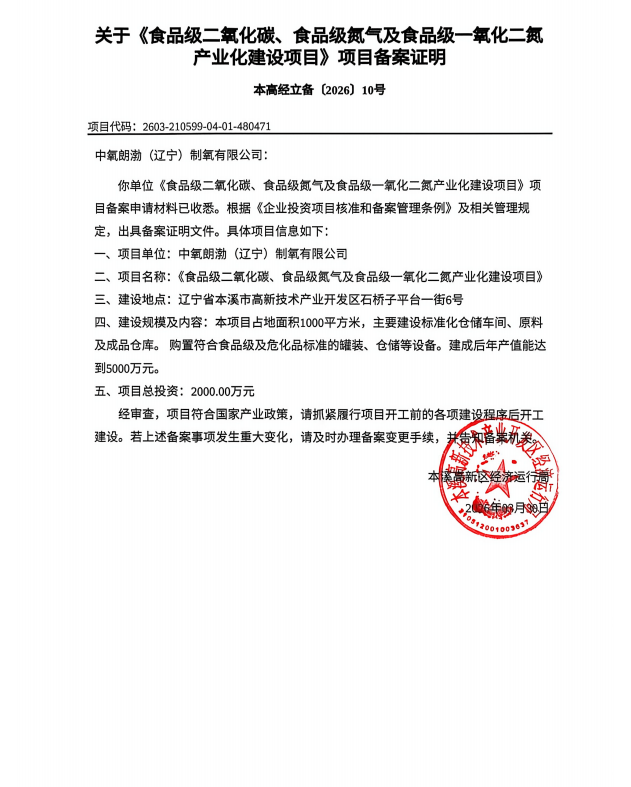 关于《食品级二氧化碳、食品级氮气及食品级一氧化二氮
产业化建设项目》项目备案证明
本高经立备〔2026〕10号
项目代码：2603-210599-04-01-480471
中氧朗渤（辽宁）制氧有限公司：
你单位《食品级二氧化碳、食品级氮气及食品级一氧化二氮产业化建设项目》项
目备案申请材料已收悉。根据《企业投资项目核准和备案管理条例》及相关管理规
定，出具备案证明文件。具体项目信息如下：
一、项目单位：中氧朗渤（辽宁）制氧有限公司
二、项目名称：《食品级二氧化碳、食品级氮气及食品级一氧化二氮产业化建设项目》
三、建设地点：辽宁省本溪市高新技术产业开发区石桥子平台一街6号
四、建设规模及内容：本项目占地面积1000平方米，主要建设标准化仓储车间、原料
及成品仓库。 购置符合食品级及危化品标准的罐装、仓储等设备。建成后年产值能达
到5000万元。
五、项目总投资：2000.00万元
经审查，项目符合国家产业政策，请抓紧履行项目开工前的各项建设程序后开工
建设。若上述备案事项发生重大变化，请及时办理备案变更手续，并告知备案机关。
本溪高新区经济运行局
2026年03月30日
本溪高新技术产业开发区经济运行局